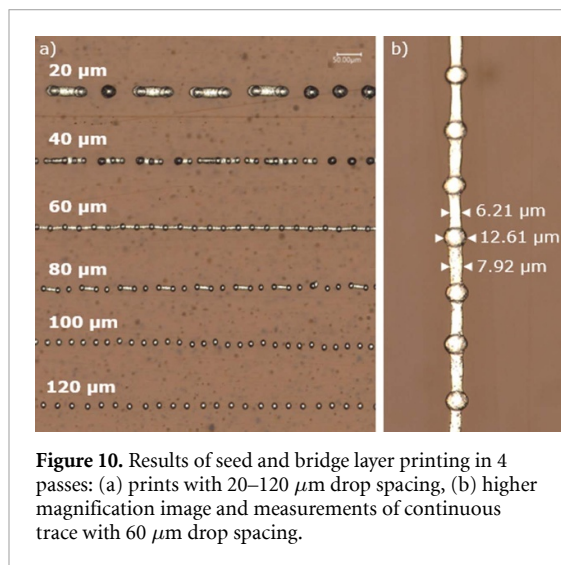 a)
50.00µm
20 µm
40 µm
60 µm
80 µm
100 µm
120 µm
b)
6.21 µm
12.61 µm
7.92 µm
Figure 10. Results of seed and bridge layer printing in 4
passes: (a) prints with 20–120 µm drop spacing, (b) higher
magnification image and measurements of continuous
trace with 60 µm drop spacing.